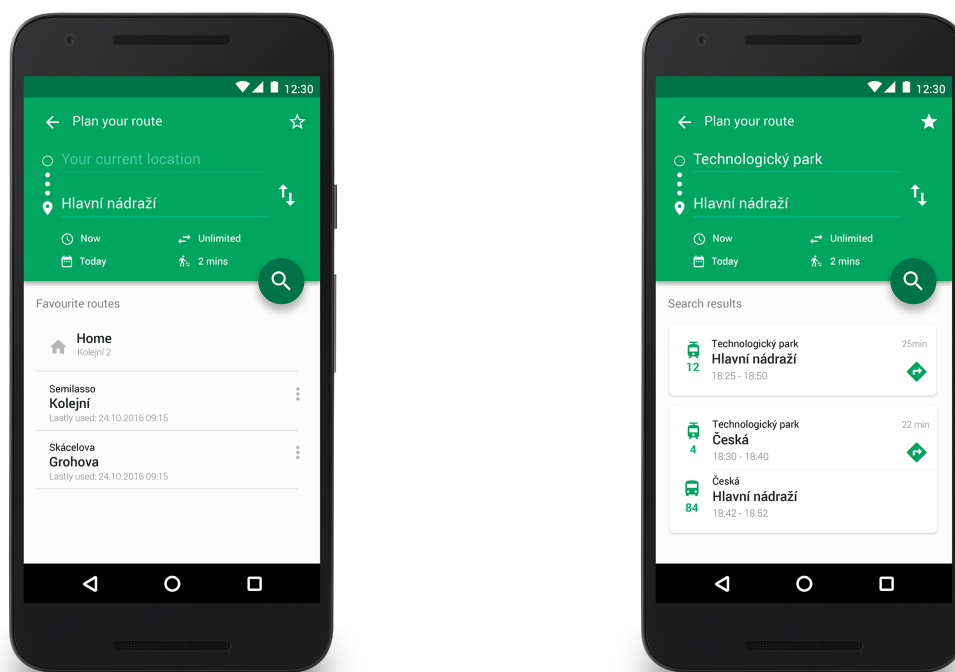 12:30
Plan your route
Your current location
Hlavní nádraží
Now
Unlimited
Today
2 mins
Favourite routes
Home
Kolejní 2
Semilasso
Kolejní
Lastly used: 24.10.2016 09:15
Skácelova
Grohova
Lastly used: 24.10.2016 09:15
12:30
Plan your route
Technologický park
Hlavní nádraží
Now
Unlimited
Today
2 mins
Search results
Technologický park
25min
Hlavní nádraží
12
18:25 - 18:50
Technologický park
22 min
Česká
4
18:30 - 18:40
Česká
Hlavní nádraží
84
18:42 - 18:52